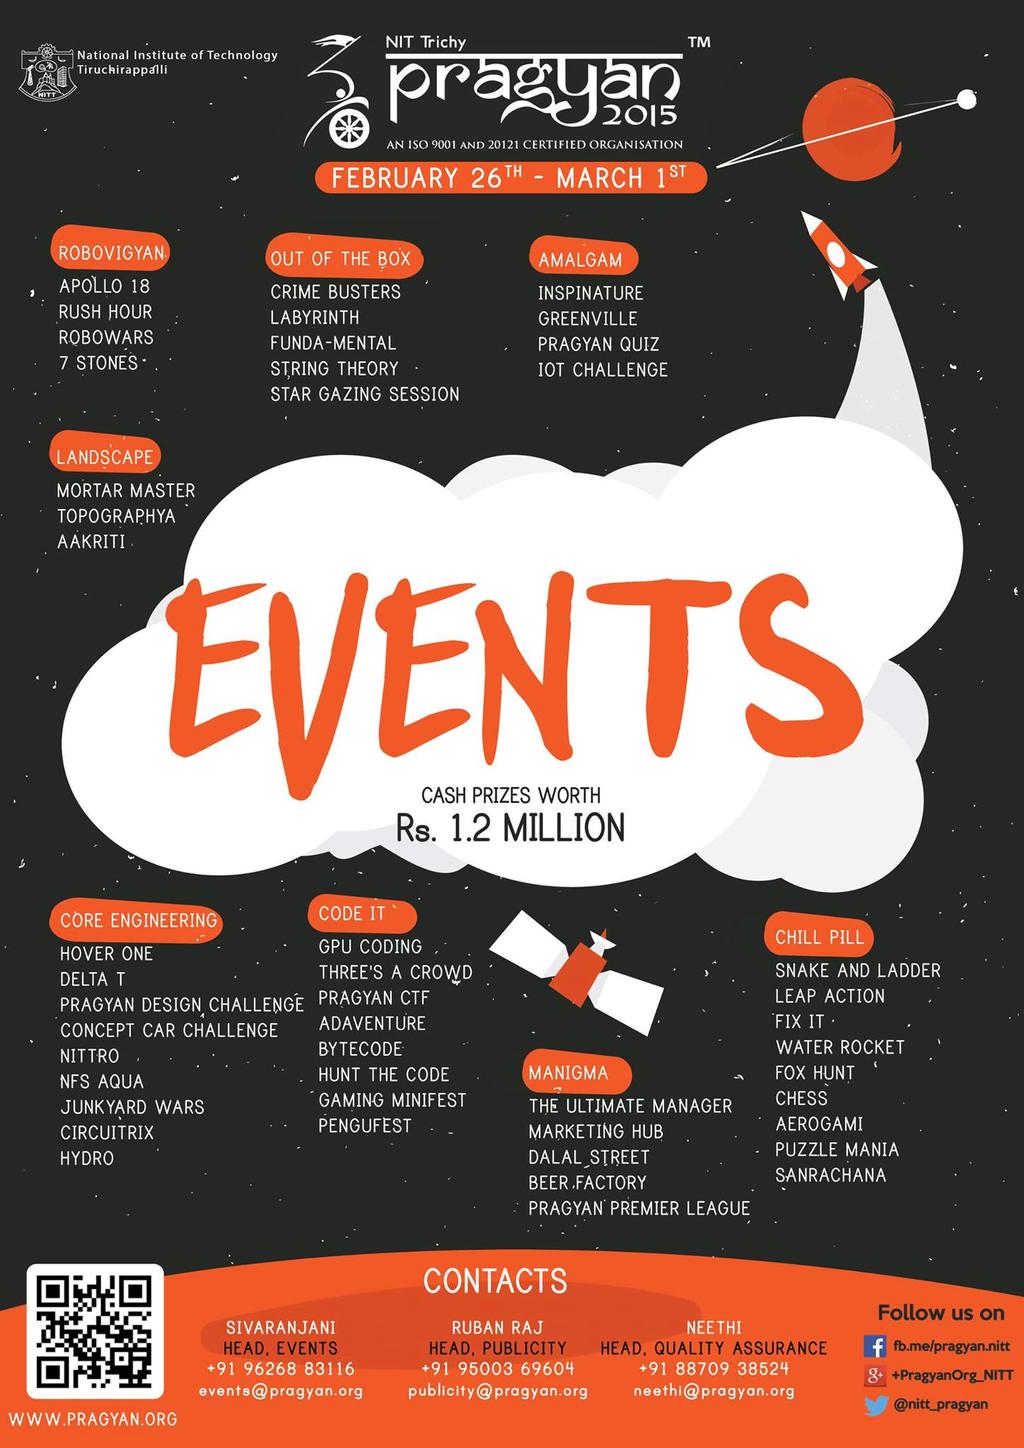 National Institute of Technology
Tiruchirappalli
NITT
NIT Trichy
TM
pragyan
2015
AN ISO 9001 AND 20121 CERTIFIED ORGANISATION
FEBRUARY 26TH - MARCH 1ST
ROBOVIGYAN
APOLLO 18
RUSH HOUR
ROBOWARS
7 STONES
OUT OF THE BOX
CRIME BUSTERS
LABYRINTH
FUNDA-MENTAL
STRING THEORY
STAR GAZING SESSION
AMALGAM
INSPINATURE
GREENVILLE
PRAGYAN QUIZ
IOT CHALLENGE
LANDSCAPE
MORTAR MASTER
TOPOGRAPHYA
AAKRITI
EVENTS
CASH PRIZES WORTH
Rs. 1.2 MILLION
CORE ENGINEERING
HOVER ONE
DELTA T
PRAGYAN DESIGN CHALLENGE
CONCEPT CAR CHALLENGE
NITTRO
NFS AQUA
JUNKYARD WARS
CIRCUITRIX
HYDRO
CODE IT
GPU CODING
THREE'S A CROWD
PRAGYAN CTF
ADAVENTURE
BYTECODE
HUNT THE CODE
GAMING MINIFEST
PENGUFEST
MANIGMA
THE ULTIMATE MANAGER
MARKETING HUB
DALAL STREET
BEER FACTORY
PRAGYAN PREMIER LEAGUE
CHILL PILL
SNAKE AND LADDER
LEAP ACTION
FIX IT
WATER ROCKET
FOX HUNT
CHESS
AEROGAMI
PUZZLE MANIA
SANRACHANA
CONTACTS
SIVARANJANI
HEAD, EVENTS
+91 96268 83116
events@pragyan.org
RUBAN RAJ
HEAD, PUBLICITY
+91 95003 69604
publicity@pragyan.org
NEETHI
HEAD, QUALITY ASSURANCE
+91 88709 38524
neethi@pragyan.org
Follow us on
fb.me/pragyan.nitt
g+ +PragyanOrg_NITT
@nitt_pragyan
WWW.PRAGYAN.ORG